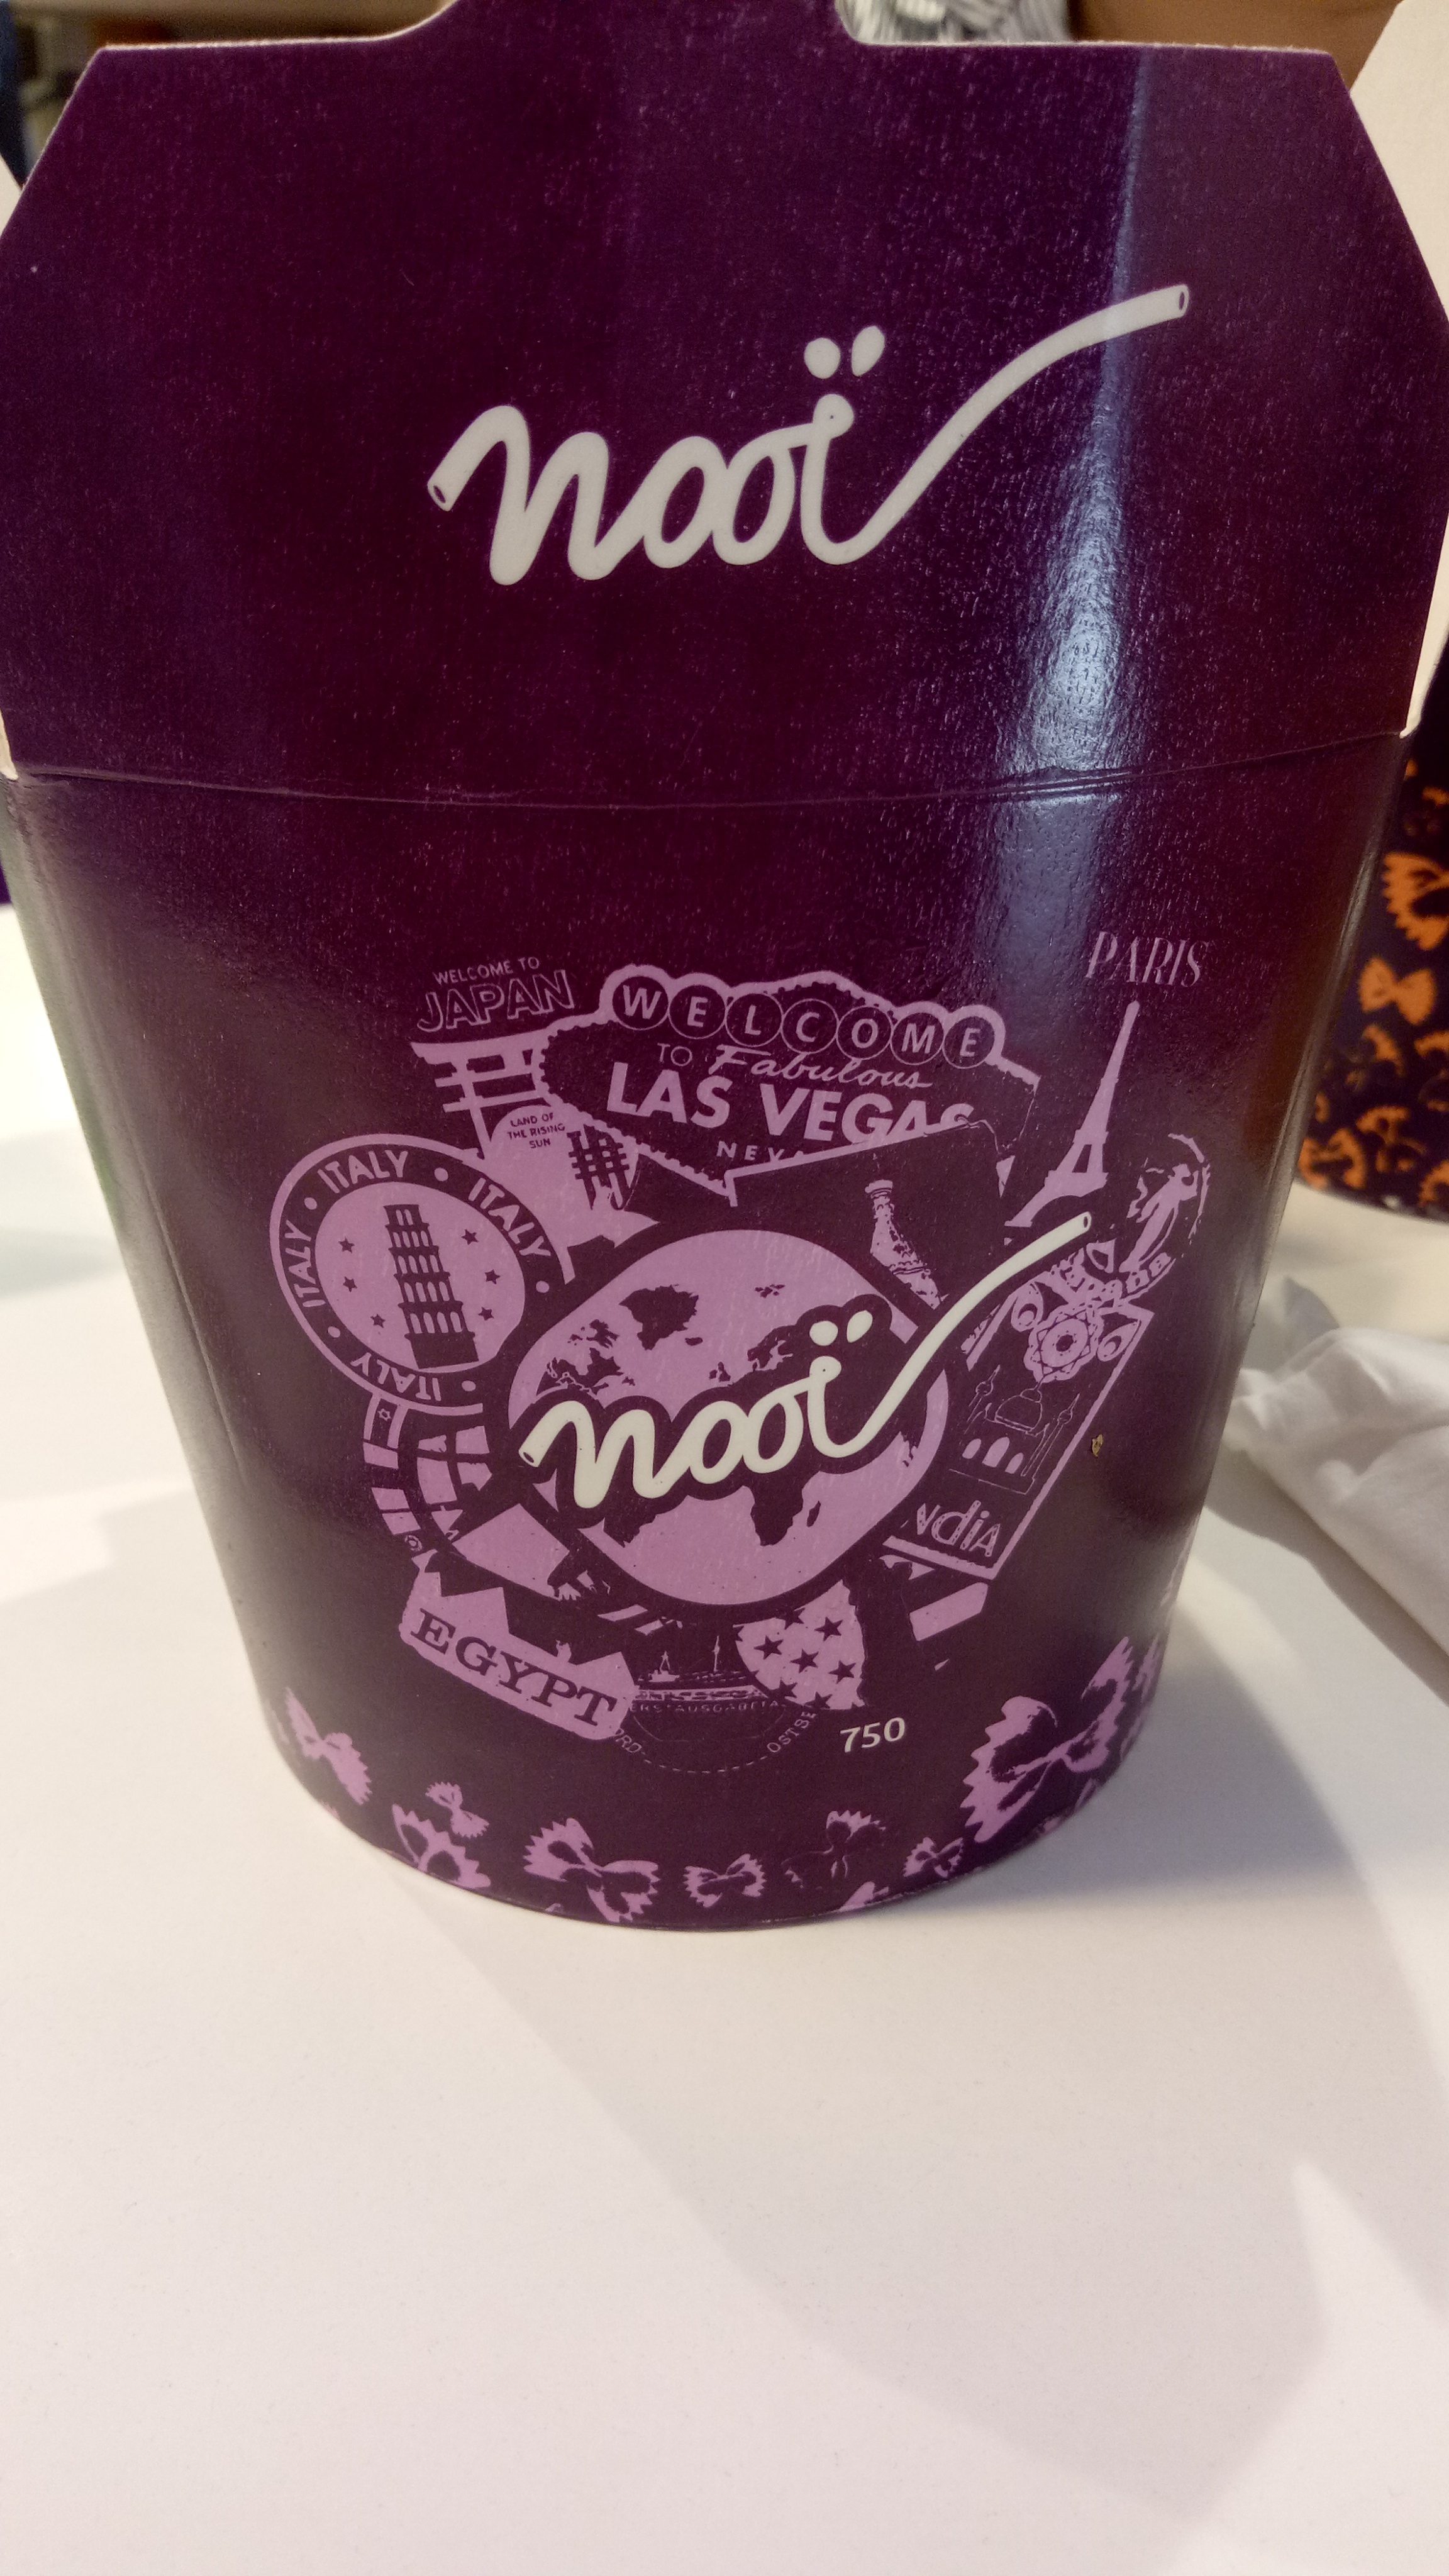 nooï
WELCOME TO
JAPAN
LAND OF
THE RISING
SUN
WELCOME
TO Fabulous
LAS VEGAS
PARIS
ITALY • ITALY • ITALY • ITALY
nooï
India
EGYPT
750